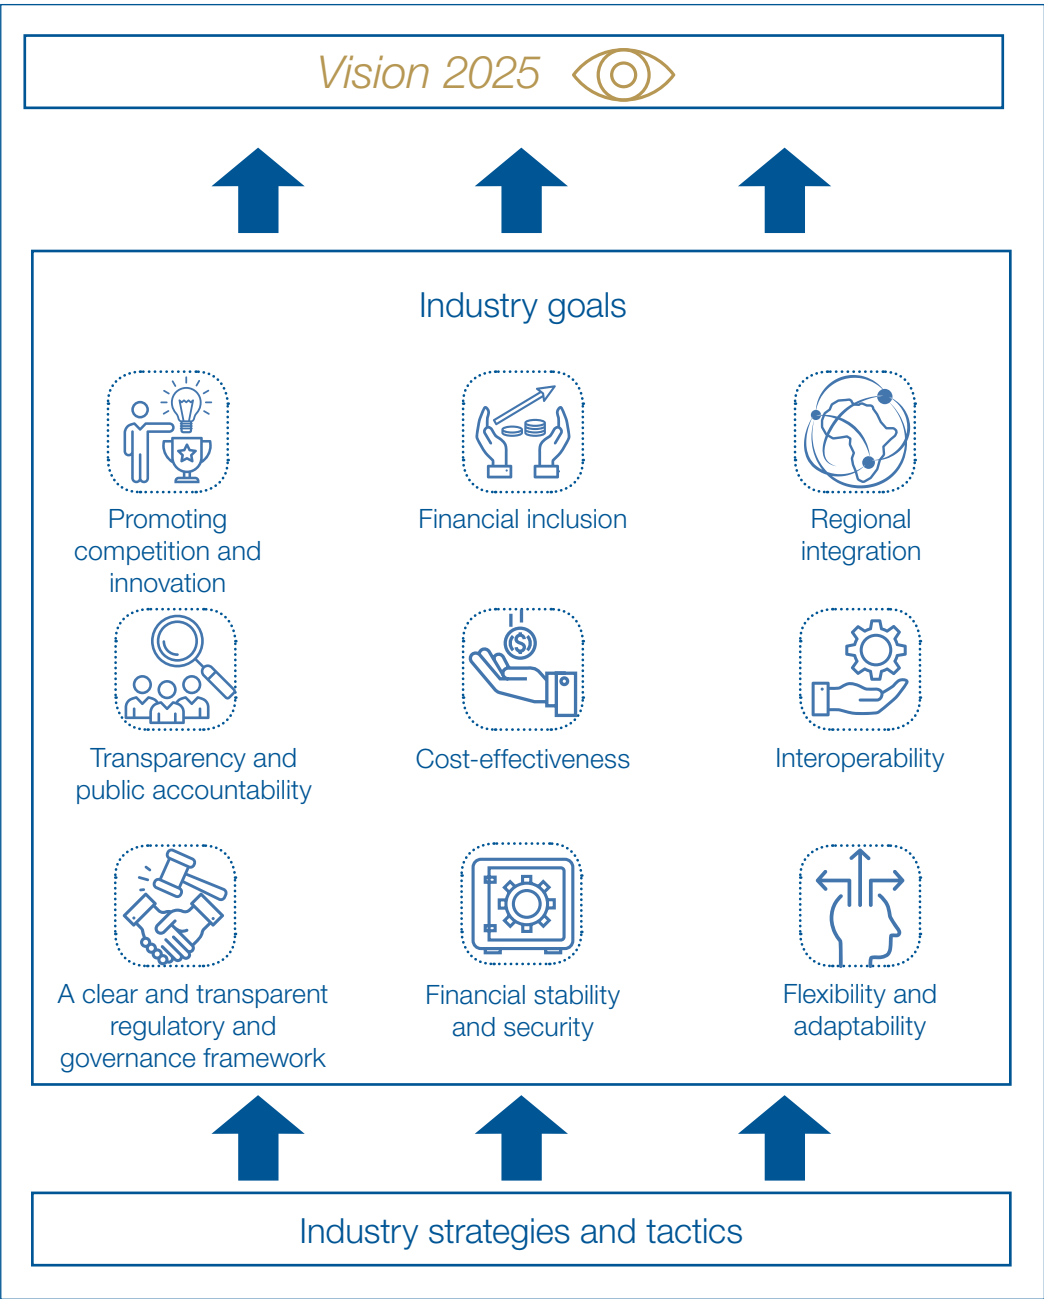 Vision 2025
Industry goals
Promoting
competition and
innovation
Financial inclusion
Regional
integration
Transparency and
public accountability
Cost-effectiveness
Interoperability
A clear and transparent
regulatory and
governance framework
Financial stability
and security
Flexibility and
adaptability
Industry strategies and tactics